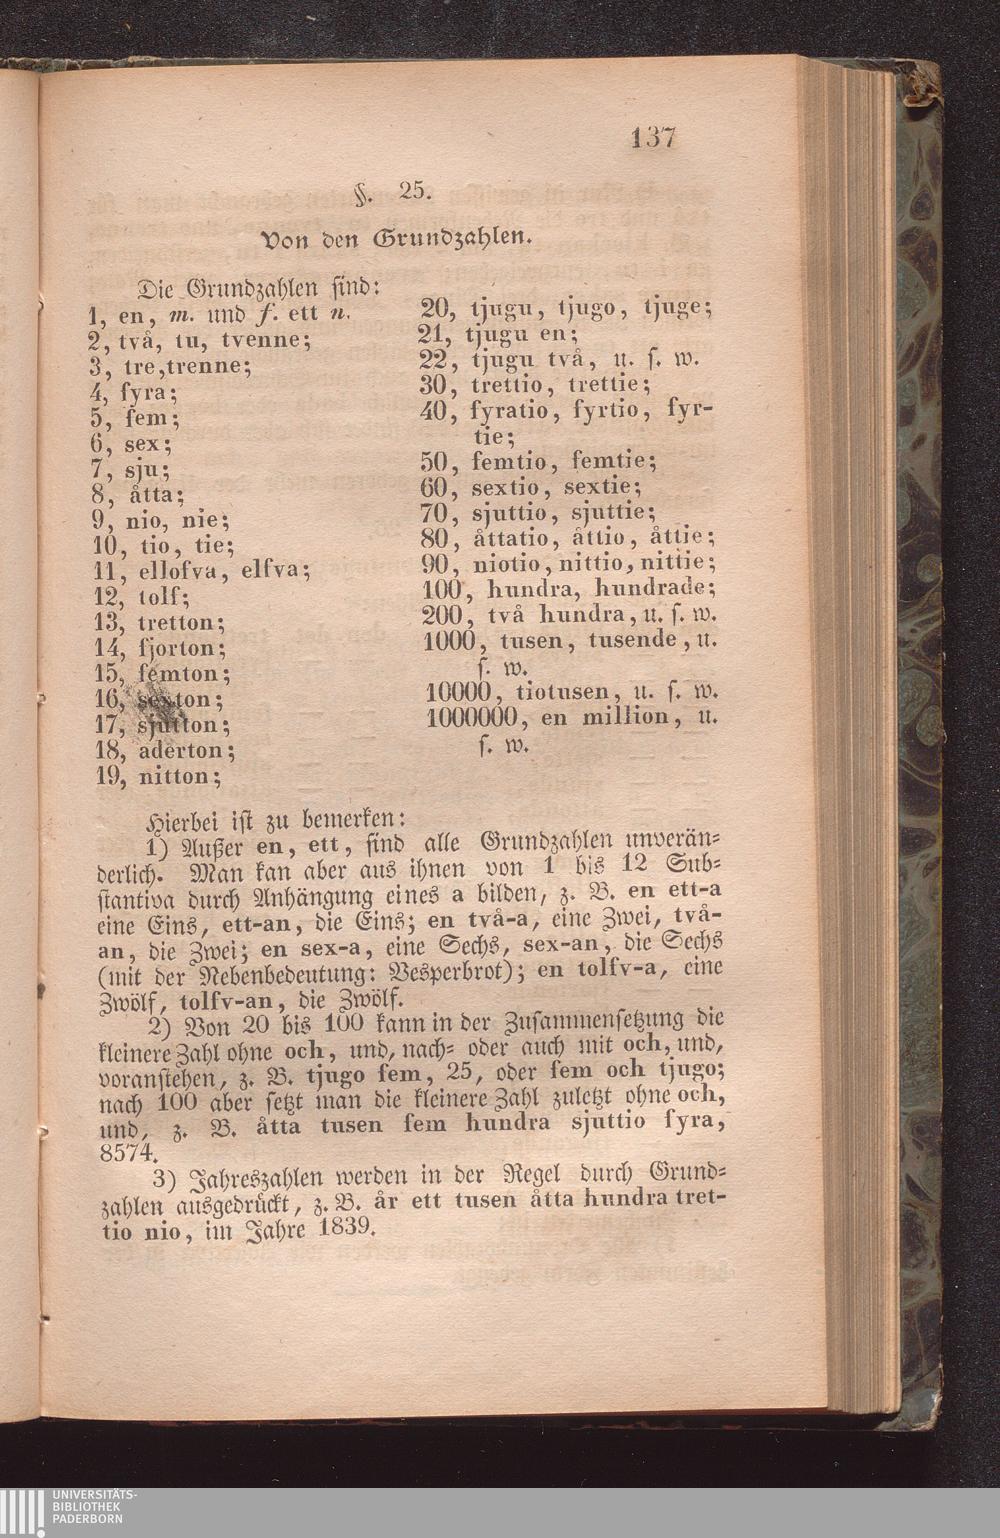 137
§. 25.
Von den Grundzahlen.
Die Grundzahlen sind:
1, en, m. und f. ett n.
2, två, tu, tvenne;
3, tre, trenne;
4, fyra;
5, fem;
6, sex;
7, sju;
8, åtta;
9, nio, nie;
10, tio, tie;
11, ellofva, elfva;
12, tolf;
13, tretton;
14, fjorton;
15, femton;
16, sexton;
17, sjutton;
18, aderton;
19, nitton;
20, tjugu, tjugo, tjuge;
21, tjugu en;
22, tjugu två, u. s. w.
30, trettio, trettie;
40, fyratio, fyrtio, fyr-
tie;
50, femtio, femtie;
60, sextio, sextie;
70, sjuttio, sjuttie;
80, åttatio, åttio, åttie;
90, niotio, nittio, nittie;
100, hundra, hundrade;
200, två hundra, u. s. w.
1000, tusen, tusende, u.
s. w.
10000, tiotusen, u. s. w.
1000000, en million, u.
s. w.
Hierbei ist zu bemerken:
1) Außer en, ett, sind alle Grundzahlen unverän-
derlich. Man kan aber aus ihnen von 1 bis 12 Sub-
stantiva durch Anhängung eines a bilden, z. B. en ett-a
eine Eins, ett-an, die Eins; en två-a, eine Zwei, två-
an, die Zwei; en sex-a, eine Sechs, sex-an, die Sechs
(mit der Nebenbedeutung: Vesperbrot); en tolfv-a, eine
Zwölf, tolfv-an, die Zwölf.
2) Von 20 bis 100 kann in der Zusammensetzung die
kleinere Zahl ohne och, und, nach- oder auch mit och, und,
voranstehen, z. B. tjugo fem, 25, oder fem och tjugo;
nach 100 aber setzt man die kleinere Zahl zuletzt ohne och,
und, z. B. åtta tusen fem hundra sjuttio fyra,
8574.
3) Jahreszahlen werden in der Regel durch Grund-
zahlen ausgedrückt, z. B. år ett tusen åtta hundra tret-
tio nio, im Jahre 1839.
UNIVERSITÄTS-
BIBLIOTHEK
PADERBORN